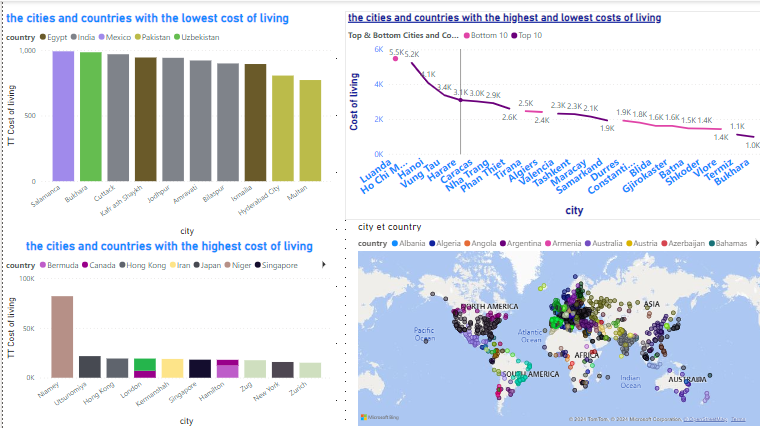 the cities and countries with the lowest cost of living
country Egypt India Mexico Pakistan Uzbekistan
TT Cost of living
1,000
500
0
Salamanca Bukhara Cuttack Kafr ash Shaykh Jodhpur Amravati Bilaspur Ismailia Hyderabad City Multan
city
the cities and countries with the highest cost of living
country Bermuda Canada Hong Kong Iran Japan Niger Singapore
TT Cost of living
100K
50K
0K
Niamey Utsunomiya Hong Kong London Kermanshah Singapore Hamilton Zug New York Zurich
city
the cities and countries with the highest and lowest costs of living
Top & Bottom Cities and Co... Bottom 10 Top 10
Cost of living
6K
4K
2K
0K
5.5K 5.2K 4.1K 3.4K 3.1K 3.0K 2.9K 2.6K 2.5K 2.4K 2.3K 2.3K 2.1K 1.9K 1.9K 1.8K 1.6K 1.6K 1.5K 1.4K 1.4K 1.1K 1.0K
Luanda Ho Chi M... Hanoi Vung Tau Harare Caracas Nha Trang Phan Thiet Tirana Algiers Valencia Tashkent Maracay Samarkand Durres Constanti... Blida Gjirokaster Batna Shkoder Vlore Termiz Bukhara
city
city et country
country Albania Algeria Angola Argentina Armenia Australia Austria Azerbaijan Bahamas
NORTH AMERICA
ASIA
Pacific
Ocean
Atlantic
Ocean
AFRICA
SOUTH AMERICA
Indian
Ocean
AUSTRALIA
Microsoft Bing
© 2024 TomTom, © 2024 Microsoft Corporation, © OpenStreetMap Terms